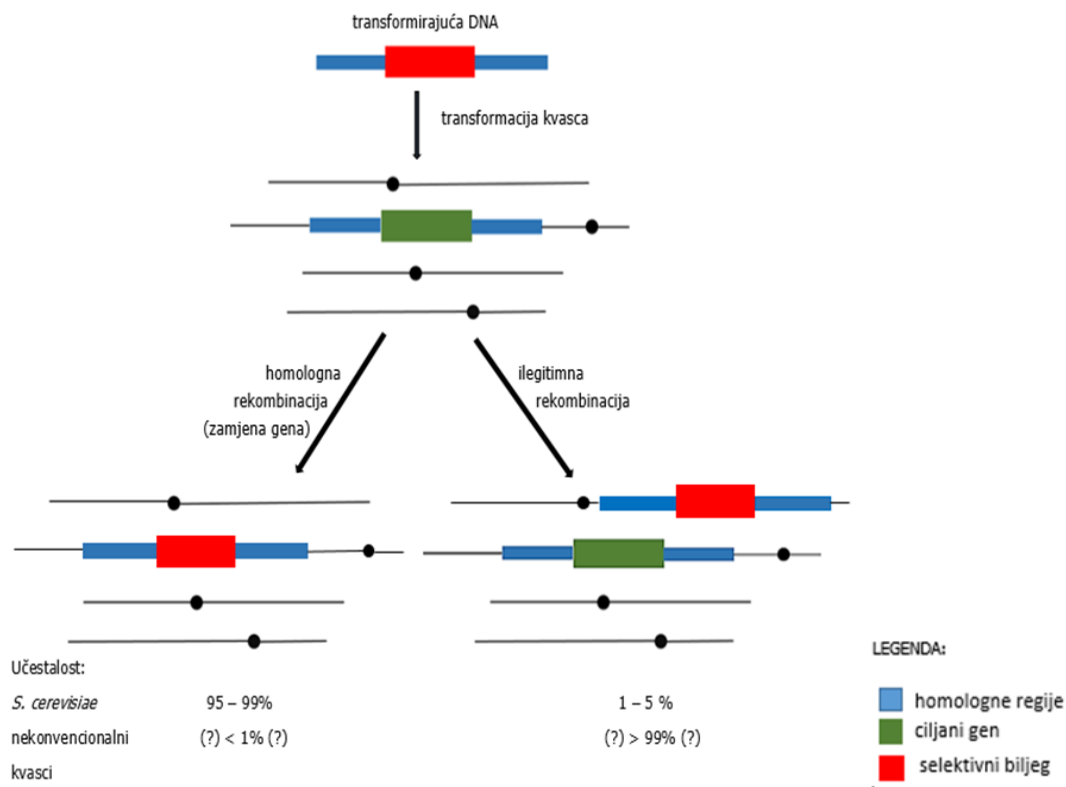 transformirajuća DNA
transformacija kvasca
homologna
rekombinacija
(zamjena gena)
ilegitimna
rekombinacija
Učestalost:
S. cerevisiae 95 – 99% 1 – 5 %
nekonvencionalni (?) < 1% (?) (?) > 99% (?)
kvasci
LEGENDA:
homologne regije
ciljani gen
selektivni biljeg